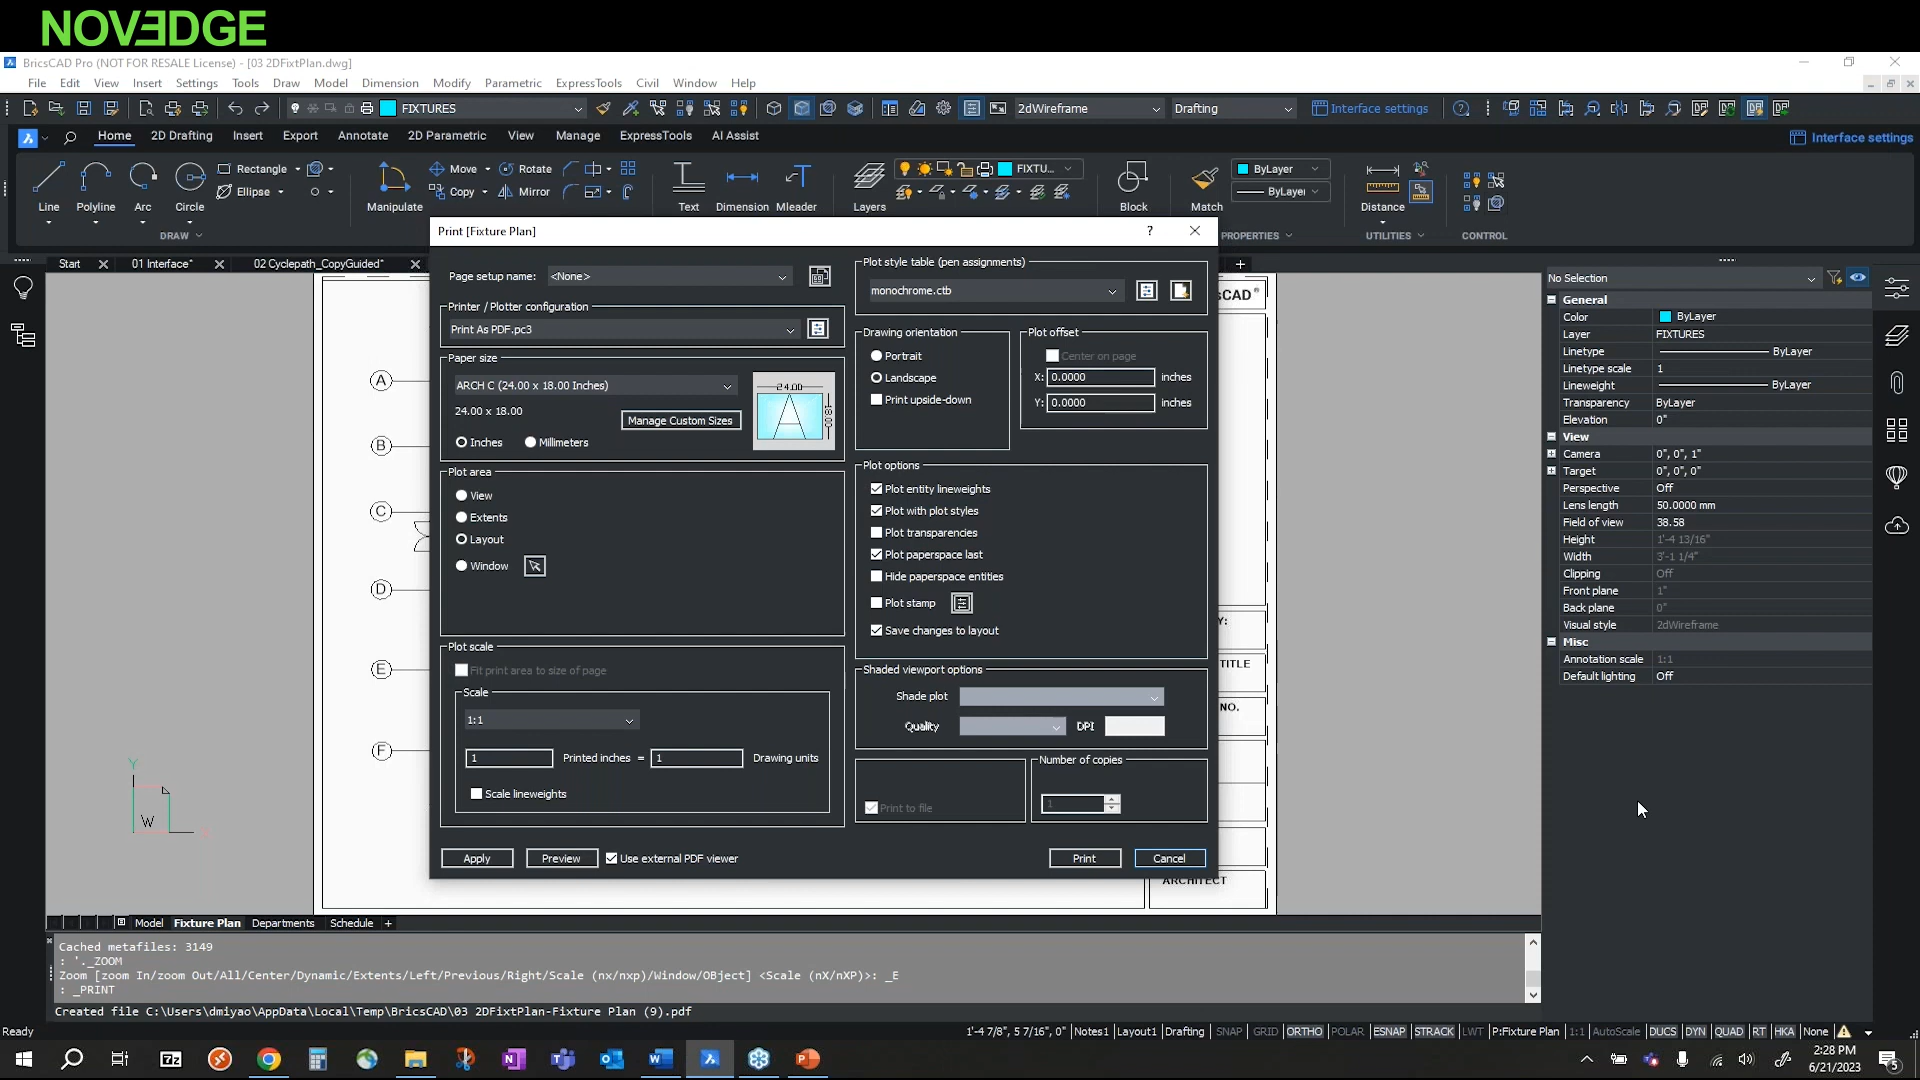 NOVEDGE
BricsCAD Pro (NOT FOR RESALE License) - [03 2DFixtPlan.dwg]
File Edit View Insert Settings Tools Draw Model Dimension Modify Parametric ExpressTools Civil Window Help
FIXTURES 2dWireframe Drafting Interface settings
Home 2D Drafting Insert Export Annotate 2D Parametric View Manage ExpressTools AI Assist Interface settings
Rectangle Move Rotate FIXTU... ByLayer
Ellipse Copy Mirror ByLayer
Line Polyline Arc Circle Manipulate Text Dimension Mleader Layers Block Match Distance
DRAW PROPERTIES UTILITIES CONTROL
Print [Fixture Plan] ?
Start 01 Interface* 02 Cyclepath_CopyGuided* +
Page setup name: <None>
Printer / Plotter configuration
Print As PDF.pc3
Paper size
ARCH C (24.00 x 18.00 Inches)
24.00 x 18.00
Manage Custom Sizes
Inches Millimeters
24.00
18.00
A
Plot area
View
Extents
Layout
Window
Plot scale
Fit print area to size of page
Scale
1:1
1 Printed inches = 1 Drawing units
Scale lineweights
Apply Preview Use external PDF viewer
Plot style table (pen assignments)
monochrome.ctb
Drawing orientation
Portrait
Landscape
Print upside-down
Plot offset
Center on page
X: 0.0000 inches
Y: 0.0000 inches
Plot options
Plot entity lineweights
Plot with plot styles
Plot transparencies
Plot paperspace last
Hide paperspace entities
Plot stamp
Save changes to layout
Shaded viewport options
Shade plot
Quality DPI
Print to file
Number of copies
1
Print Cancel
A
B
C
D
E
F
Y
W
X
csCAD®
Y:
TITLE
NO.
ARCHITECT
No Selection
General
Color ByLayer
Layer FIXTURES
Linetype ByLayer
Linetype scale 1
Lineweight ByLayer
Transparency ByLayer
Elevation 0"
View
Camera 0", 0", 1"
Target 0", 0", 0"
Perspective Off
Lens length 50.0000 mm
Field of view 38.58
Height 1'-4 13/16"
Width 3'-1 1/4"
Clipping Off
Front plane 1"
Back plane 0"
Visual style 2dWireframe
Misc
Annotation scale 1:1
Default lighting Off
Model Fixture Plan Departments Schedule +
Cached metafiles: 3149
: '._ZOOM
Zoom [zoom In/zoom Out/All/Center/Dynamic/Extents/Left/Previous/Right/Scale (nx/nxp)/Window/OBject] <Scale (nX/nXP)>: _E
: _PRINT
Created file C:\Users\dmiyao\AppData\Local\Temp\BricsCAD\03 2DFixtPlan-Fixture Plan (9).pdf
Ready 1'-4 7/8", 5 7/16", 0" Notes1 Layout1 Drafting SNAP GRID ORTHO POLAR ESNAP STRACK LWT P:Fixture Plan 1:1 AutoScale DUCS DYN QUAD RT HKA None
2:28 PM
6/21/2023
5